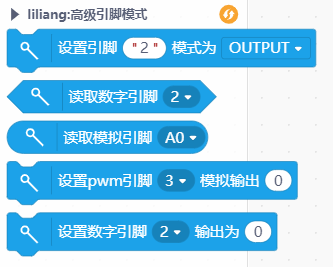 liliang:高级引脚模式
设置引脚 "2" 模式为 OUTPUT
读取数字引脚 2
读取模拟引脚 A0
设置pwm引脚 3 模拟输出 0
设置数字引脚 2 输出为 0